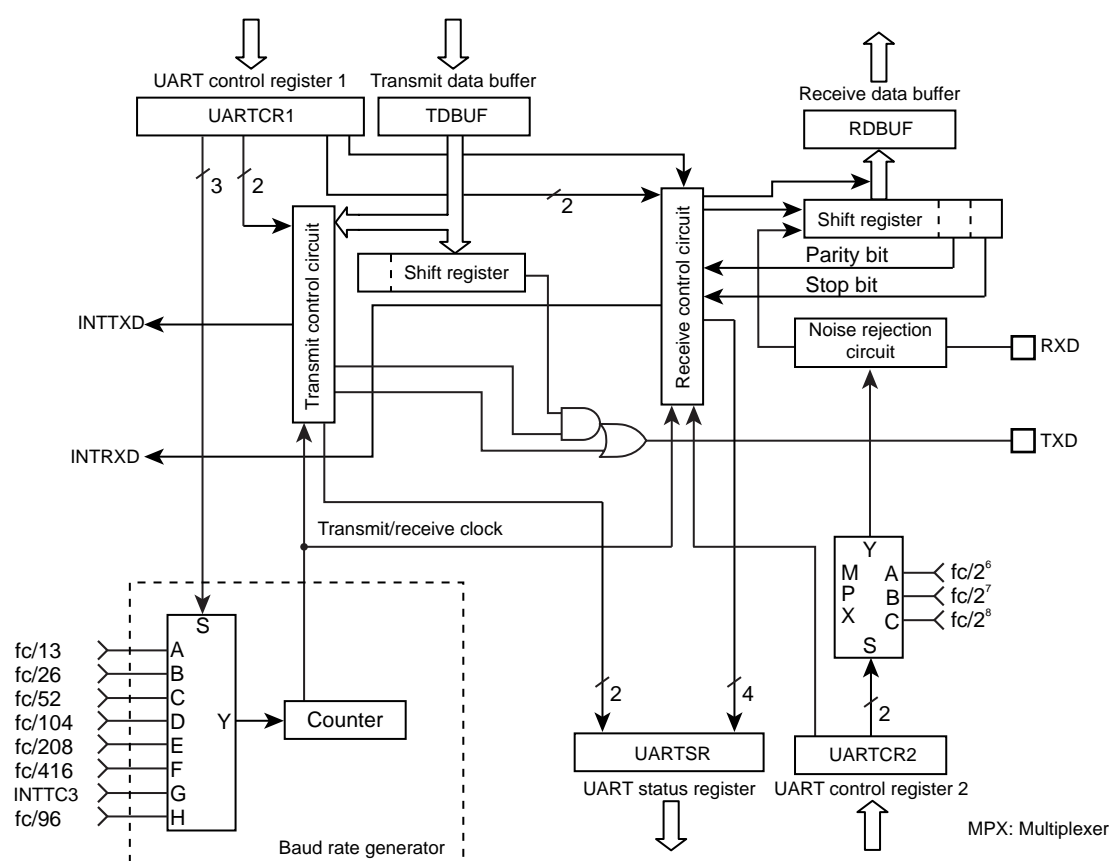 UART control register 1
Transmit data buffer
Receive data buffer
UARTCR1
TDBUF
RDBUF
3
2
2
Transmit control circuit
Receive control circuit
Shift register
Shift register
Parity bit
Stop bit
INTTXD
Noise rejection
circuit
RXD
TXD
INTRXD
Transmit/receive clock
Y
M
P
X
A
B
C
S
fc/2⁶
fc/2⁷
fc/2⁸
S
fc/13
A
fc/26
B
fc/52
C
fc/104
D
Y
Counter
fc/208
E
fc/416
F
INTTC3
G
fc/96
H
2
4
2
UARTSR
UARTCR2
UART status register
UART control register 2
MPX: Multiplexer
Baud rate generator